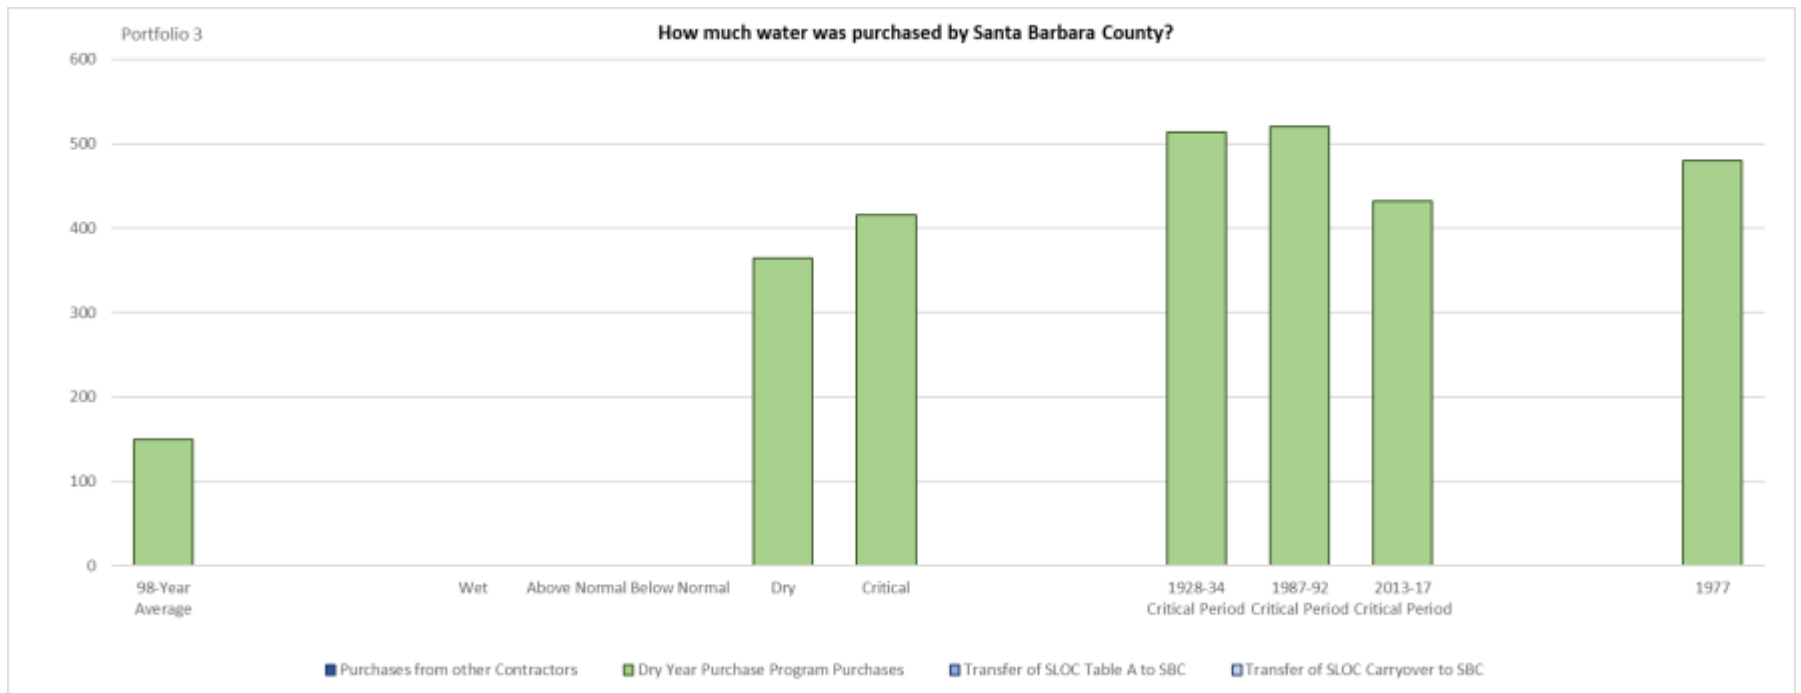 Portfolio 3
How much water was purchased by Santa Barbara County?
600
500
400
300
200
100
0
98-Year
Average
Wet
Above Normal
Below Normal
Dry
Critical
1928-34
Critical Period
1987-92
Critical Period
2013-17
Critical Period
1977
Purchases from other Contractors
Dry Year Purchase Program Purchases
Transfer of SLOC Table A to SBC
Transfer of SLOC Carryover to SBC